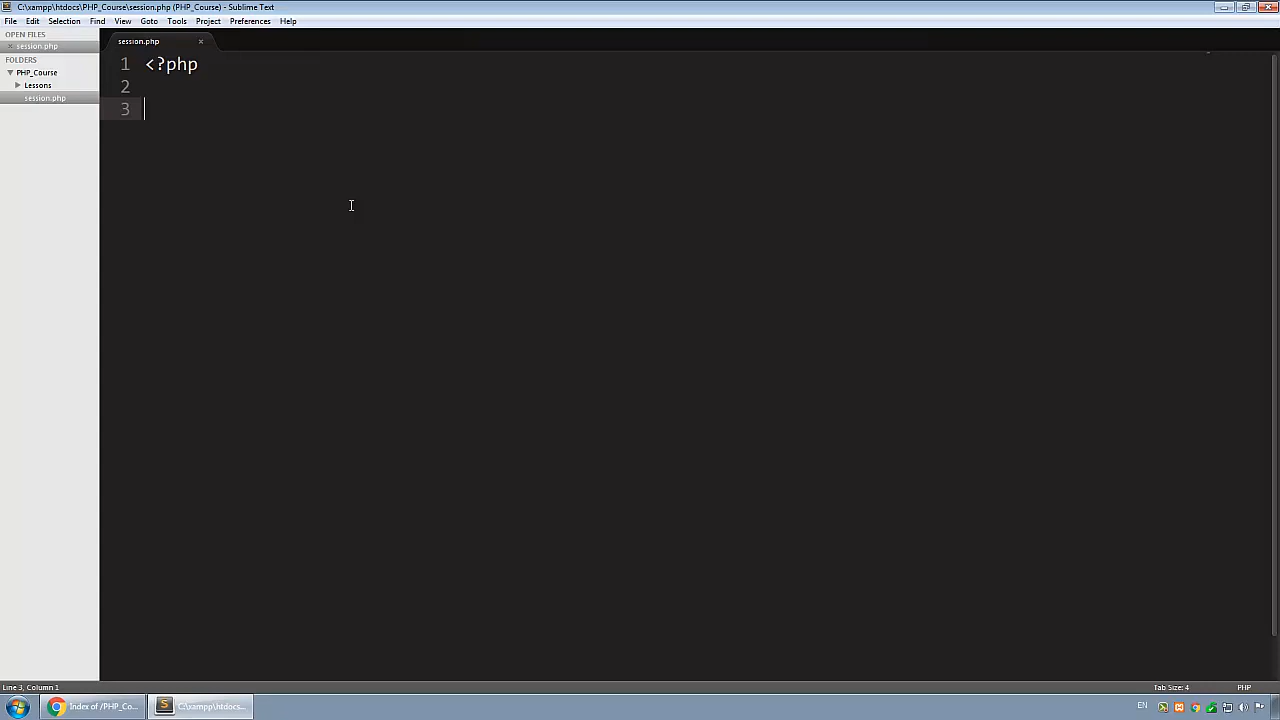 C:\xampp\htdocs\PHP_Course\session.php (PHP_Course) - Sublime Text
File Edit Selection Find View Goto Tools Project Preferences Help
OPEN FILES
× session.php
FOLDERS
PHP_Course
Lessons
session.php
session.php ×
1 <?php
2
3
Line 3, Column 1
Tab Size: 4
PHP
Index of /PHP_Co...
C:\xampp\htdocs...
EN